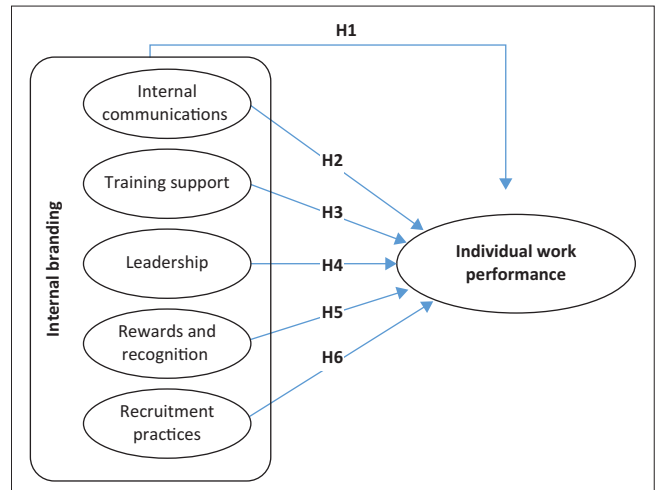 H1
Internal branding
Internal
communications
Training support
Leadership
Rewards and
recognition
Recruitment
practices
H2
H3
H4
H5
H6
Individual work
performance